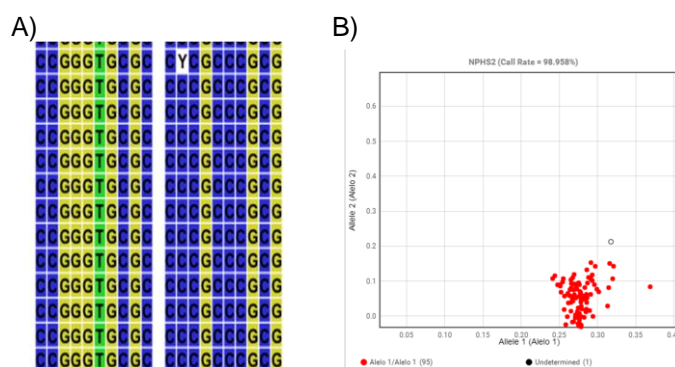 A)
CCGGGTGCGC CYCGCCCGCG
CCGGGTGCGC CCCGCCCGCG
CCGGGTGCGC CCCGCCCGCG
CCGGGTGCGC CCCGCCCGCG
CCGGGTGCGC CCCGCCCGCG
CCGGGTGCGC CCCGCCCGCG
CCGGGTGCGC CCCGCCCGCG
CCGGGTGCGC CCCGCCCGCG
CCGGGTGCGC CCCGCCCGCG
CCGGGTGCGC CCCGCCCGCG
CCGGGTGCGC CCCGCCCGCG
CCGGGTGCGC CCCGCCCGCG
CCGGGTGCGC CCCGCCCGCG
B)
NPHS2 (Call Rate = 98.958%)
Allele 2 (Alelo 2)
0.6
0.5
0.4
0.3
0.2
0.1
0.0
0.05 0.10 0.15 0.20 0.25 0.30 0.35 0.4
Allele 1 (Alelo 1)
Alelo 1/Alelo 1 (95)
Undetermined (1)